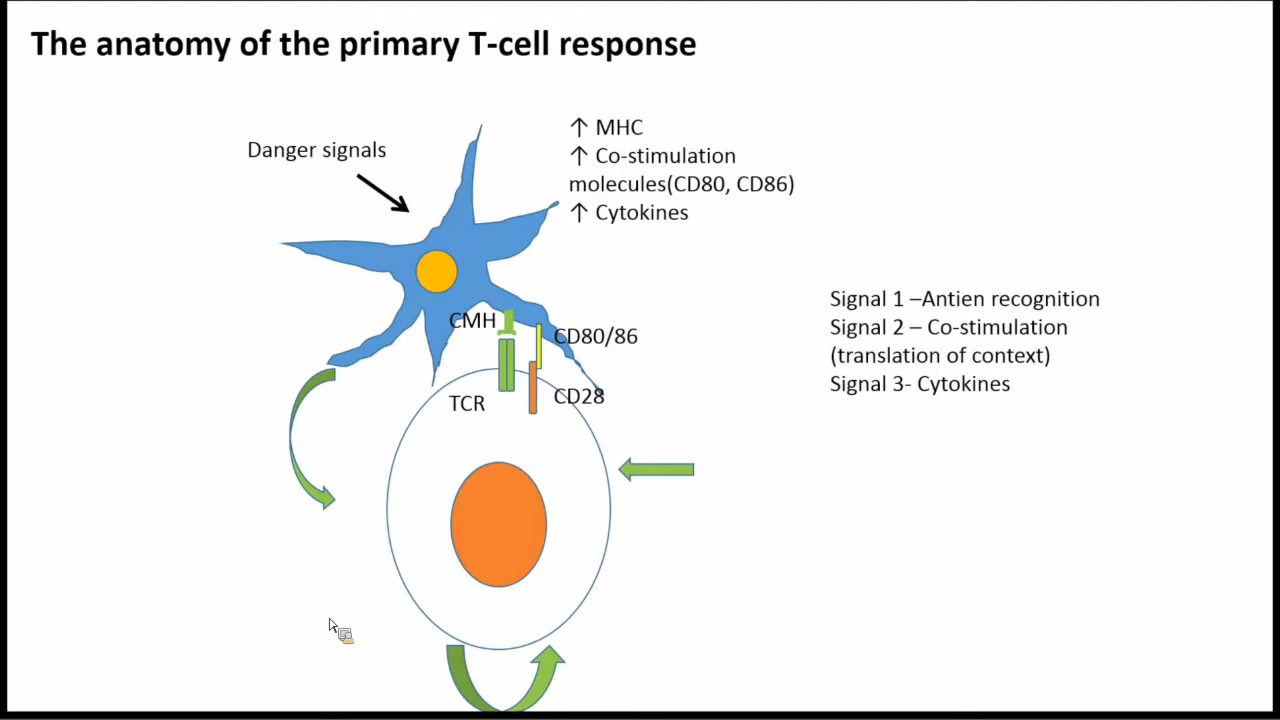 The anatomy of the primary T-cell response
Danger signals
↑ MHC
↑ Co-stimulation
molecules(CD80, CD86)
↑ Cytokines
CMH
CD80/86
TCR
CD28
Signal 1 –Antien recognition
Signal 2 – Co-stimulation
(translation of context)
Signal 3- Cytokines